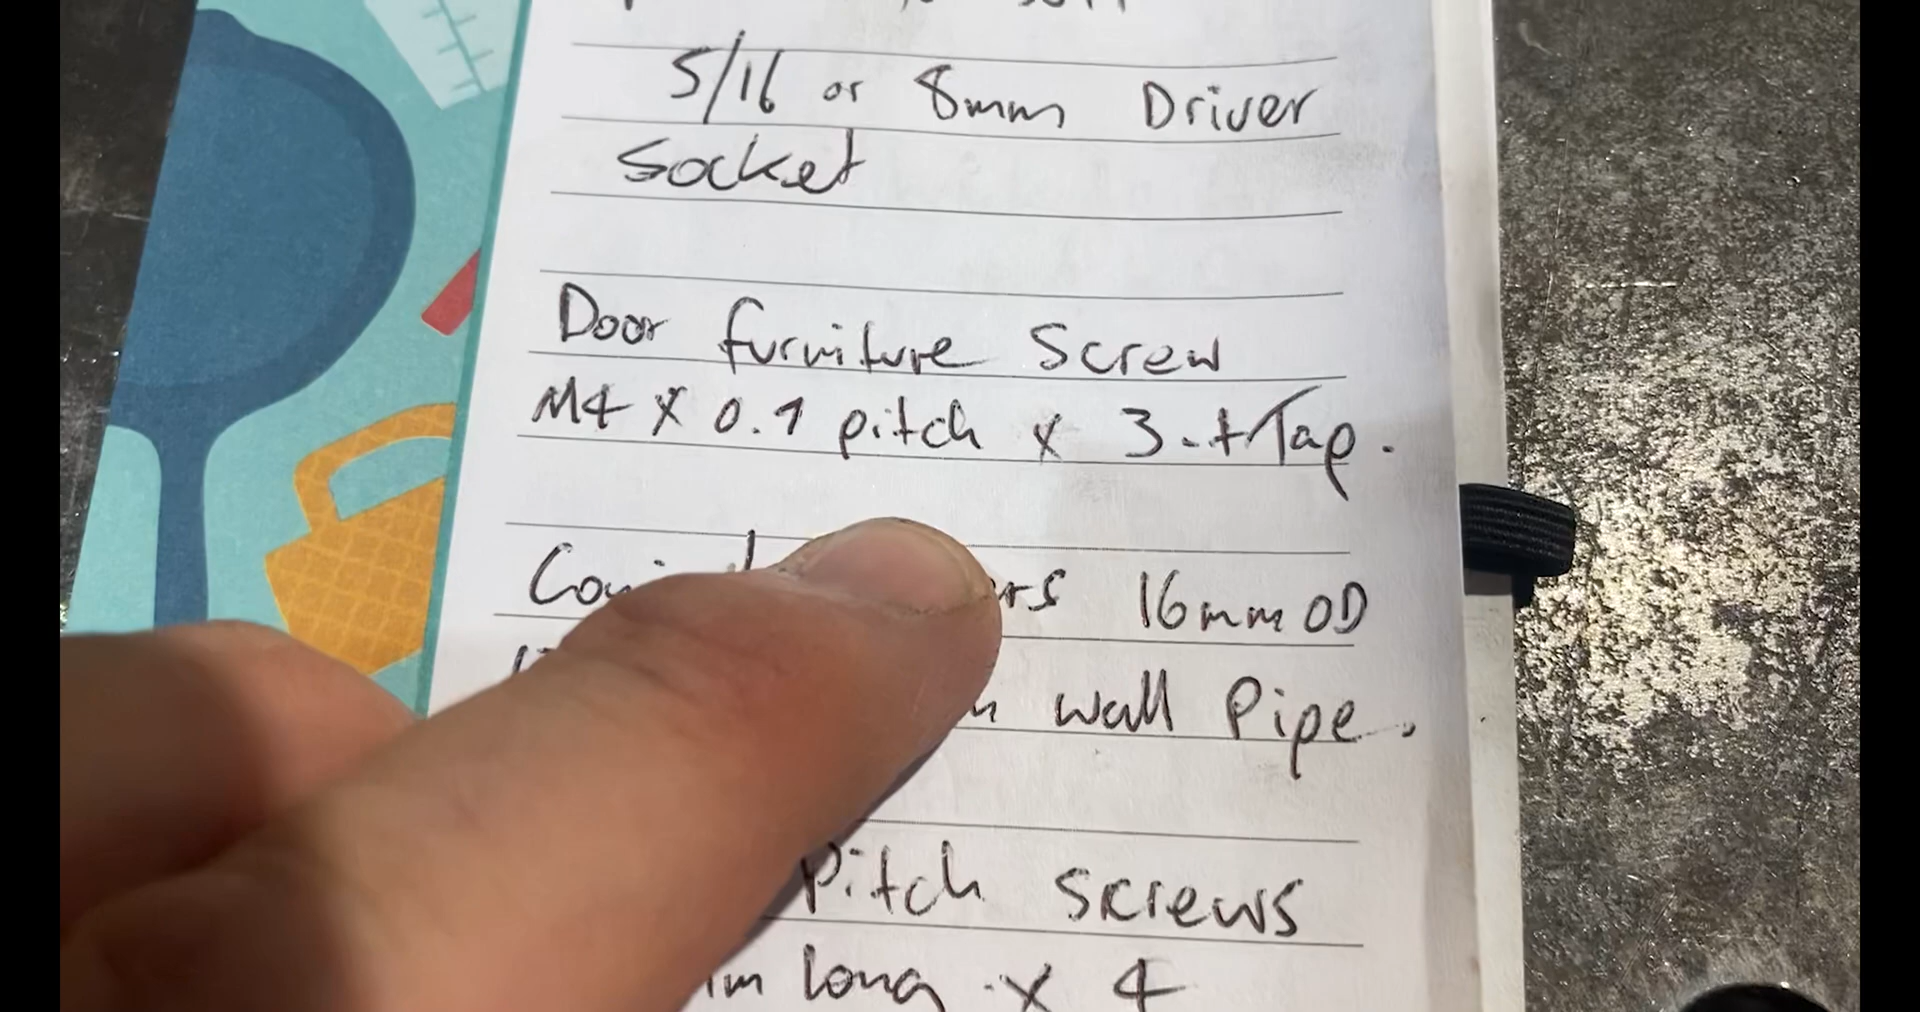 5/16 or 8mm Driver
Socket
Door furniture Screw
M4 x 0.7 pitch x 3 . + Tap.
16mm OD
wall Pipe.
Pitch screws
long . x 4